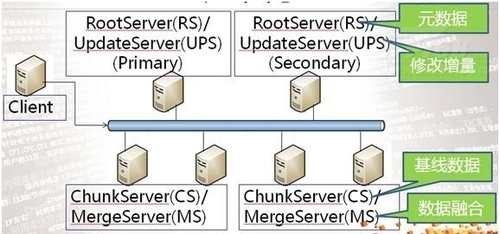 RootServer(RS)/
UpdateServer(UPS)
(Primary)
RootServer(RS)/
UpdateServer(UPS)
(Secondary)
元数据
修改增量
Client
ChunkServer(CS)/
MergeServer(MS)
ChunkServer(CS)/
MergeServer(MS)
基线数据
数据融合